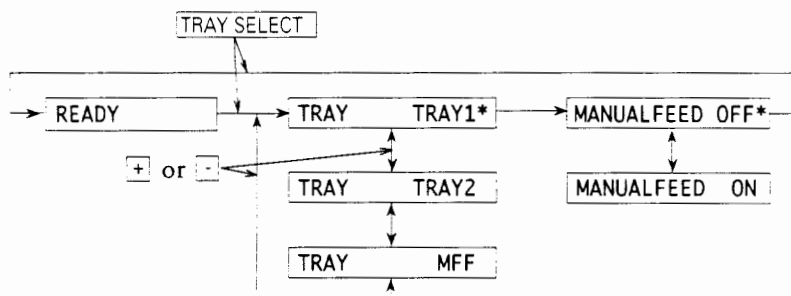 TRAY SELECT
READY
TRAY TRAY1*
MANUALFEED OFF*
+ or -
TRAY TRAY2
MANUALFEED ON
TRAY MFF